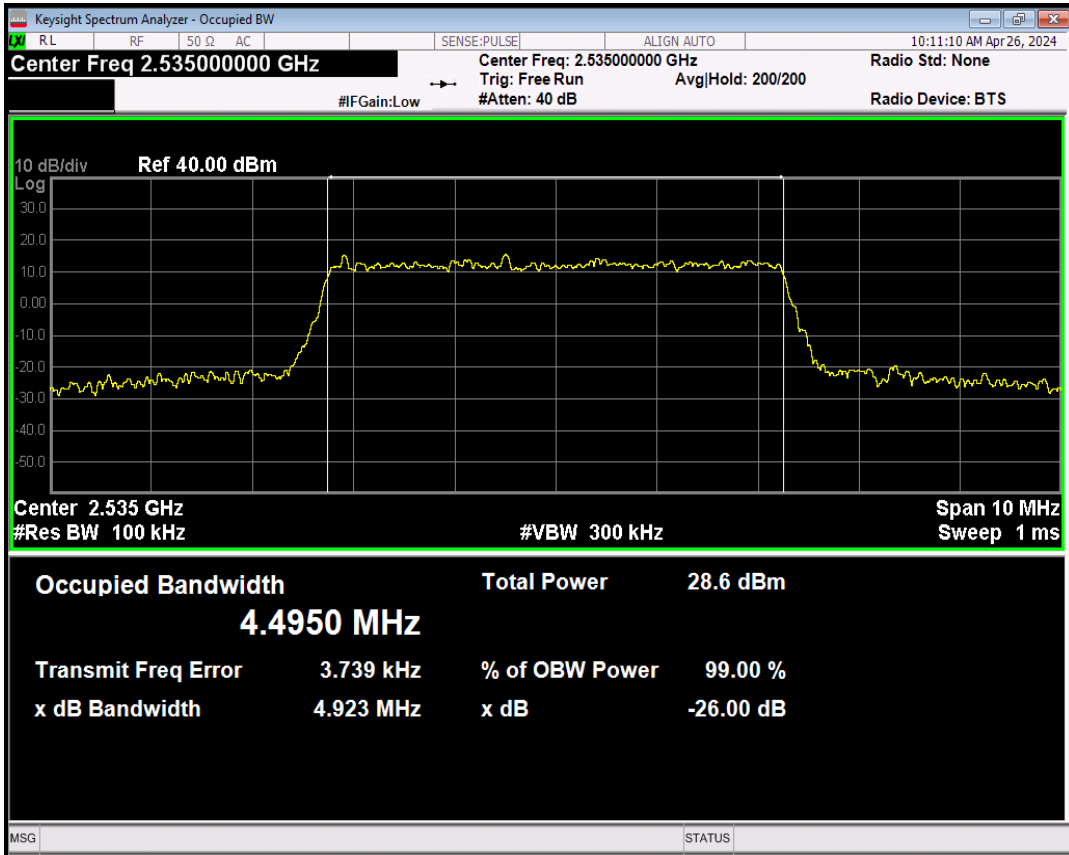 Keysight Spectrum Analyzer - Occupied BW
LXI RL RF 50 Ω AC SENSE:PULSE ALIGN AUTO 10:11:10 AM Apr 26, 2024
Center Freq 2.535000000 GHz Center Freq: 2.535000000 GHz Radio Std: None
Trig: Free Run Avg|Hold: 200/200
#IFGain:Low #Atten: 40 dB Radio Device: BTS
10 dB/div Ref 40.00 dBm
Log
30.0
20.0
10.0
0.00
-10.0
-20.0
-30.0
-40.0
-50.0
Center 2.535 GHz Span 10 MHz
#Res BW 100 kHz #VBW 300 kHz Sweep 1 ms
Occupied Bandwidth Total Power 28.6 dBm
4.4950 MHz
Transmit Freq Error 3.739 kHz % of OBW Power 99.00 %
x dB Bandwidth 4.923 MHz x dB -26.00 dB
MSG STATUS